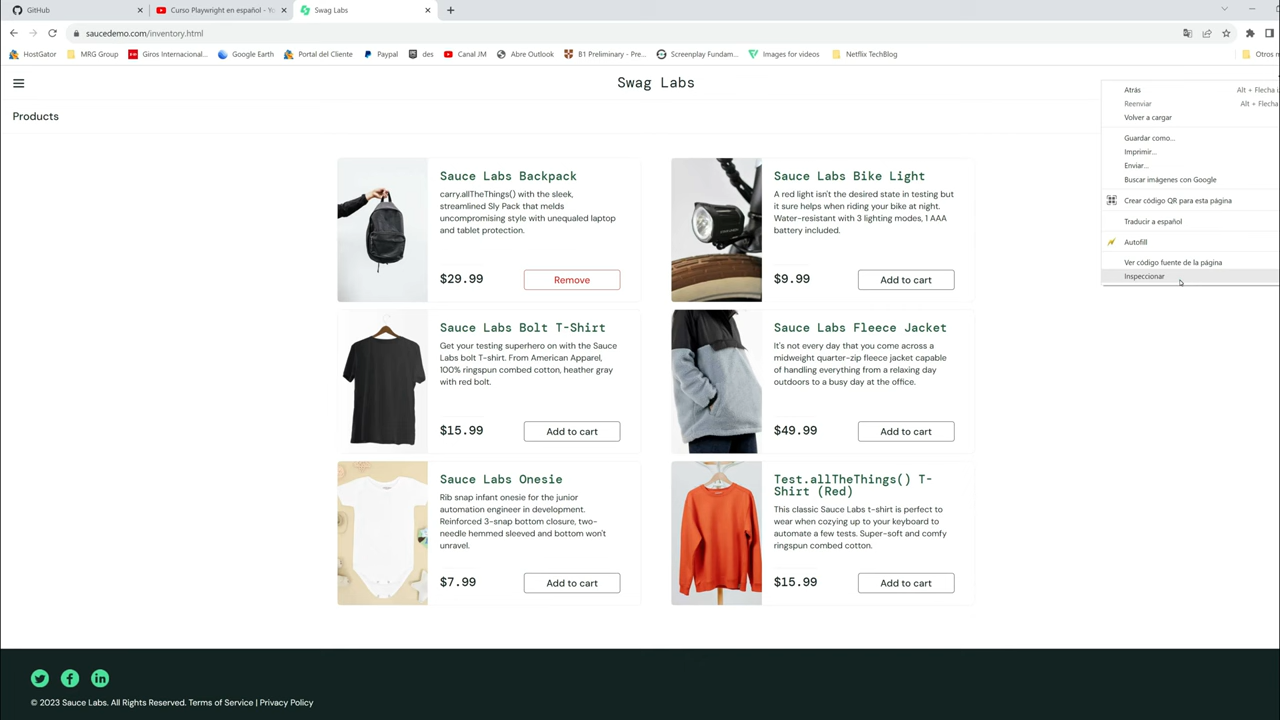 GitHub
Curso Playwright en español - Yo
Swag Labs
saucedemo.com/inventory.html
HostGator
MRG Group
Giros Internacional...
Google Earth
Portal del Cliente
Paypal
des
Canal JM
Abre Outlook
B1 Preliminary - Pre...
Screenplay Fundam...
Images for videos
Netflix TechBlog
Otros
Swag Labs
Products
Atrás Alt + Flecha
Reenviar Alt + Flecha
Volver a cargar
Guardar como...
Imprimir...
Enviar...
Buscar imágenes con Google
Crear código QR para esta página
Traducir a español
Autofill
Ver código fuente de la página
Inspeccionar
Sauce Labs Backpack
carry.allTheThings() with the sleek,
streamlined Sly Pack that melds
uncompromising style with unequaled laptop
and tablet protection.
$29.99
Remove
Sauce Labs Bike Light
A red light isn't the desired state in testing but
it sure helps when riding your bike at night.
Water-resistant with 3 lighting modes, 1 AAA
battery included.
$9.99
Add to cart
Sauce Labs Bolt T-Shirt
Get your testing superhero on with the Sauce
Labs bolt T-shirt. From American Apparel,
100% ringspun combed cotton, heather gray
with red bolt.
$15.99
Add to cart
Sauce Labs Fleece Jacket
It's not every day that you come across a
midweight quarter-zip fleece jacket capable
of handling everything from a relaxing day
outdoors to a busy day at the office.
$49.99
Add to cart
Sauce Labs Onesie
Rib snap infant onesie for the junior
automation engineer in development.
Reinforced 3-snap bottom closure, two-
needle hemmed sleeved and bottom won't
unravel.
$7.99
Add to cart
Test.allTheThings() T-
Shirt (Red)
This classic Sauce Labs t-shirt is perfect to
wear when cozying up to your keyboard to
automate a few tests. Super-soft and comfy
ringspun combed cotton.
$15.99
Add to cart
© 2023 Sauce Labs. All Rights Reserved. Terms of Service | Privacy Policy